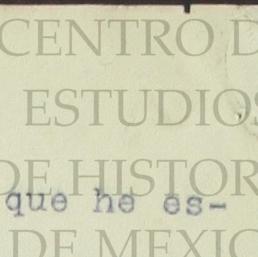 CENTRO D
ESTUDIOS
DE HISTOR
que he es-
DE MEXIC